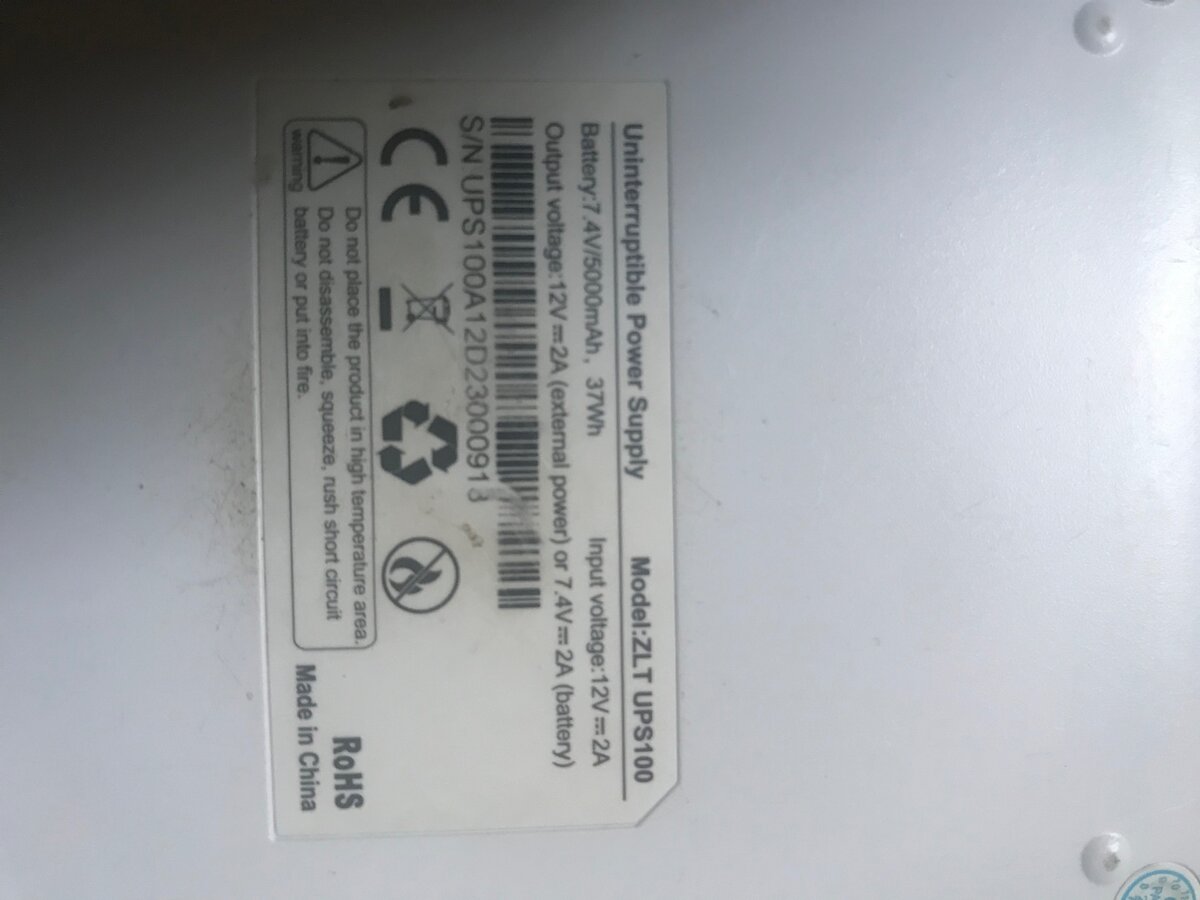 Uninterruptible Power Supply Model:ZLT UPS100
Battery:7.4V/5000mAh, 37Wh Input voltage:12V⎓2A
Output voltage:12V⎓2A (external power) or 7.4V⎓2A (battery)
S/N UPS100A12D23000913
CE
warning
Do not place the product in high temperature area.
Do not disassemble, squeeze, rush short circuit
battery or put into fire.
RoHS
Made in China